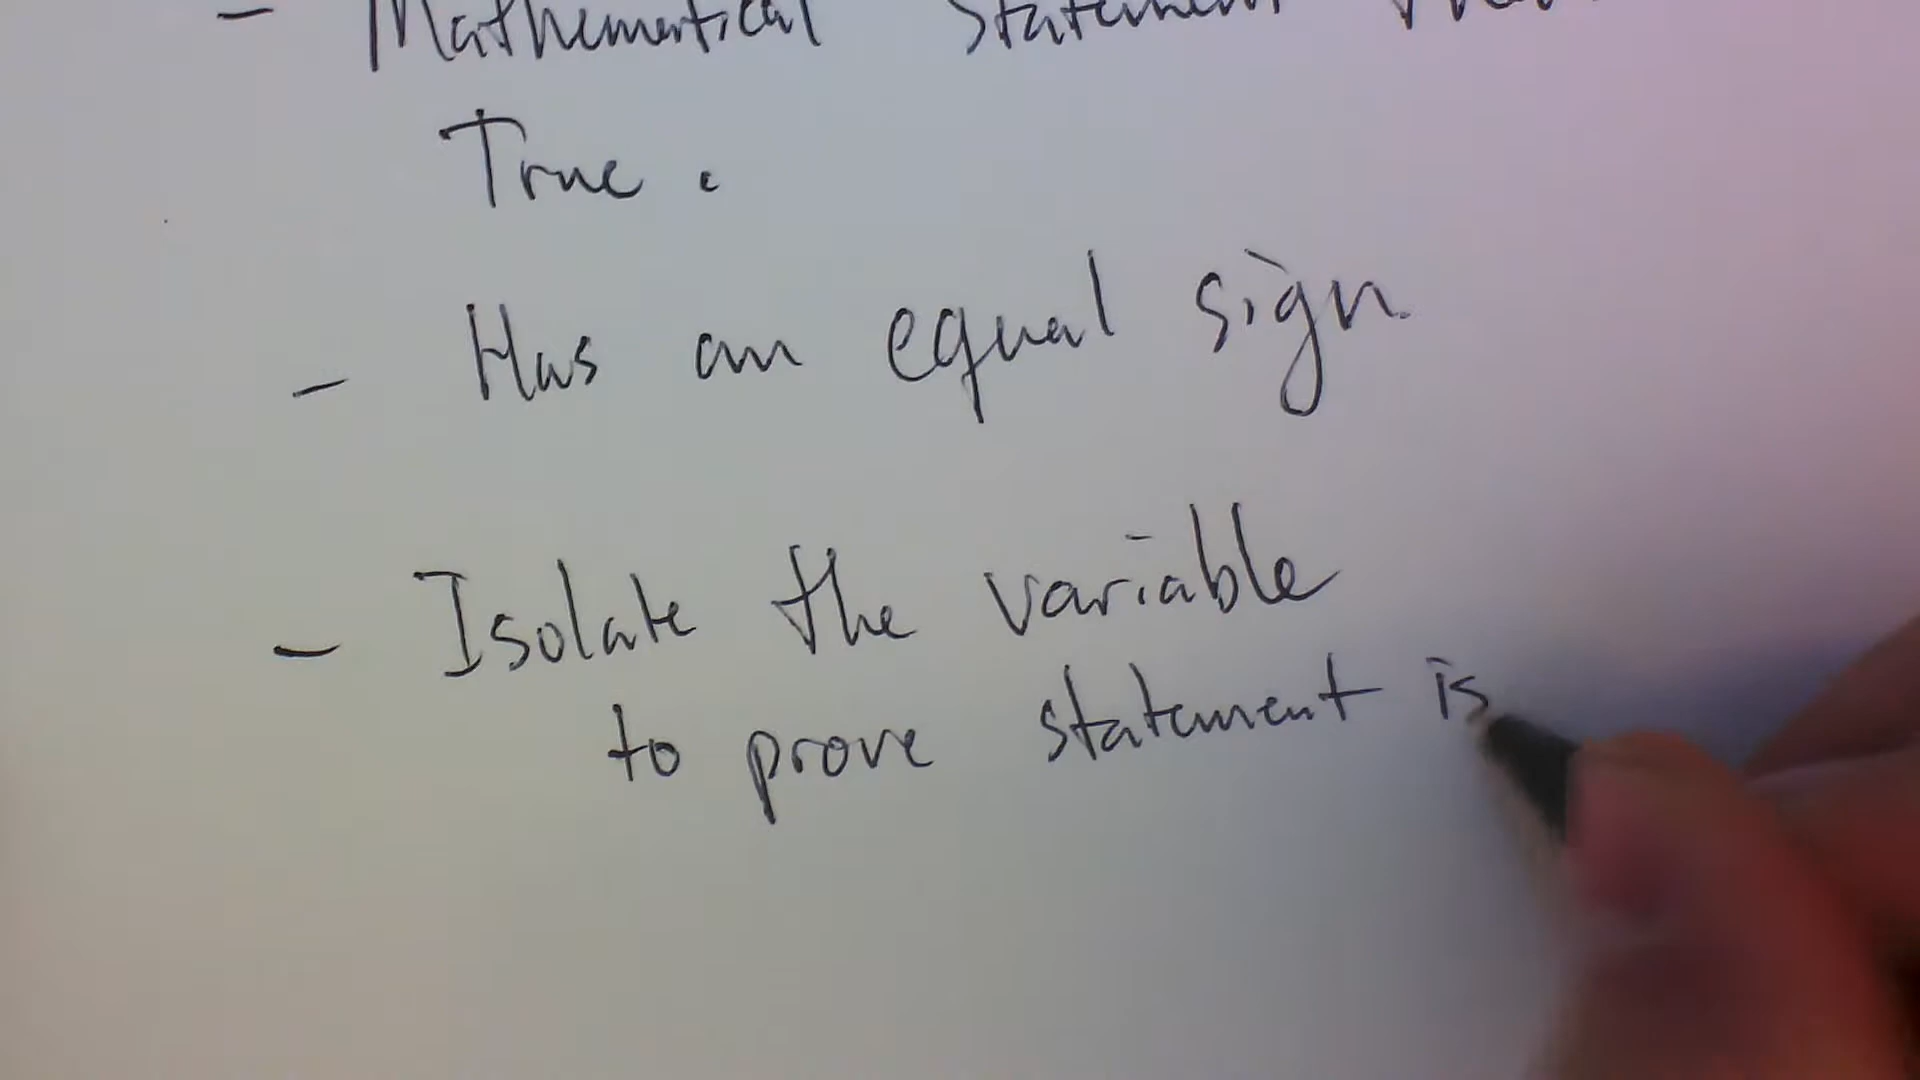 - Mathematical Statement
True.
- Has an equal sign
- Isolate the variable
to prove statement is